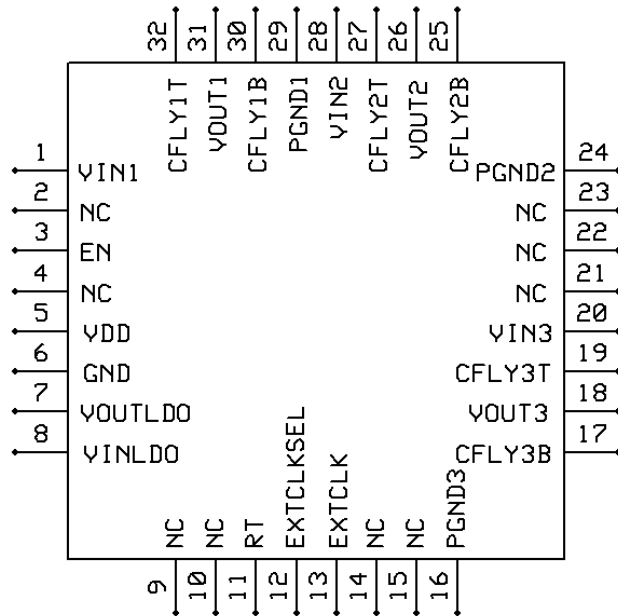 32 31 30 29 28 27 26 25
CFLY1T VOUT1 CFLY1B PGND1 VIN2 CFLY2T VOUT2 CFLY2B
1 VIN1 PGND2 24
2 NC NC 23
3 EN NC 22
4 NC NC 21
5 VDD VIN3 20
6 GND CFLY3T 19
7 VOUTLDO VOUT3 18
8 VINLDO CFLY3B 17
NC NC RT EXTCLKSEL EXTCLK NC NC PGND3
9 10 11 12 13 14 15 16